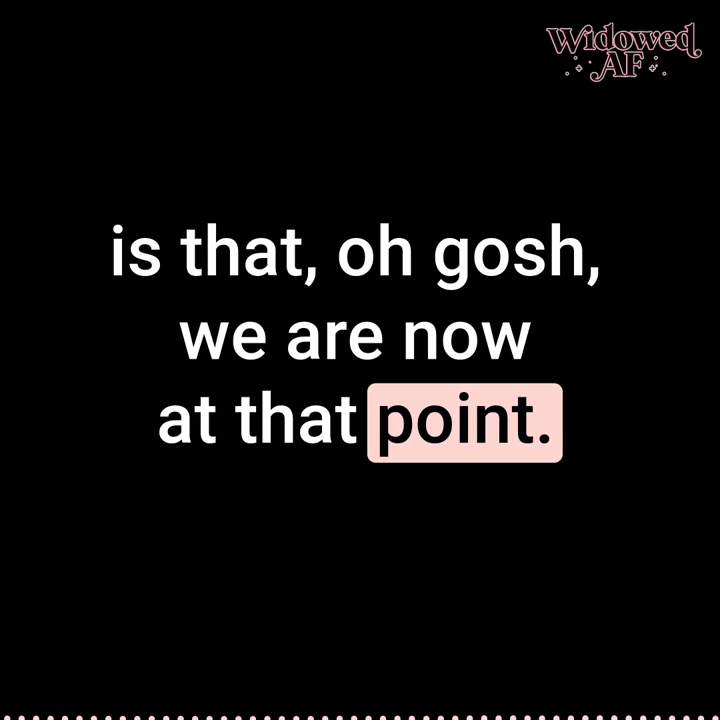 Widowed
AF
is that, oh gosh,
we are now
at that point.